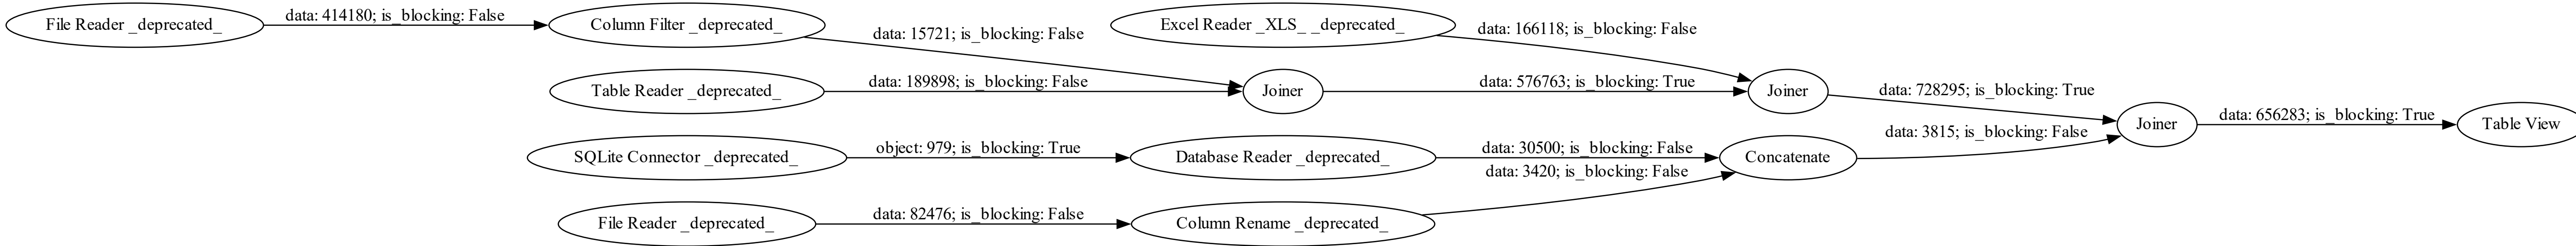 File Reader _deprecated_
data: 414180; is_blocking: False
Column Filter _deprecated_
data: 15721; is_blocking: False
Excel Reader _XLS_ _deprecated_
data: 166118; is_blocking: False
Table Reader _deprecated_
data: 189898; is_blocking: False
Joiner
data: 576763; is_blocking: True
Joiner
data: 728295; is_blocking: True
SQLite Connector _deprecated_
object: 979; is_blocking: True
Database Reader _deprecated_
data: 30500; is_blocking: False
Concatenate
data: 3815; is_blocking: False
Joiner
data: 656283; is_blocking: True
Table View
File Reader _deprecated_
data: 82476; is_blocking: False
Column Rename _deprecated_
data: 3420; is_blocking: False